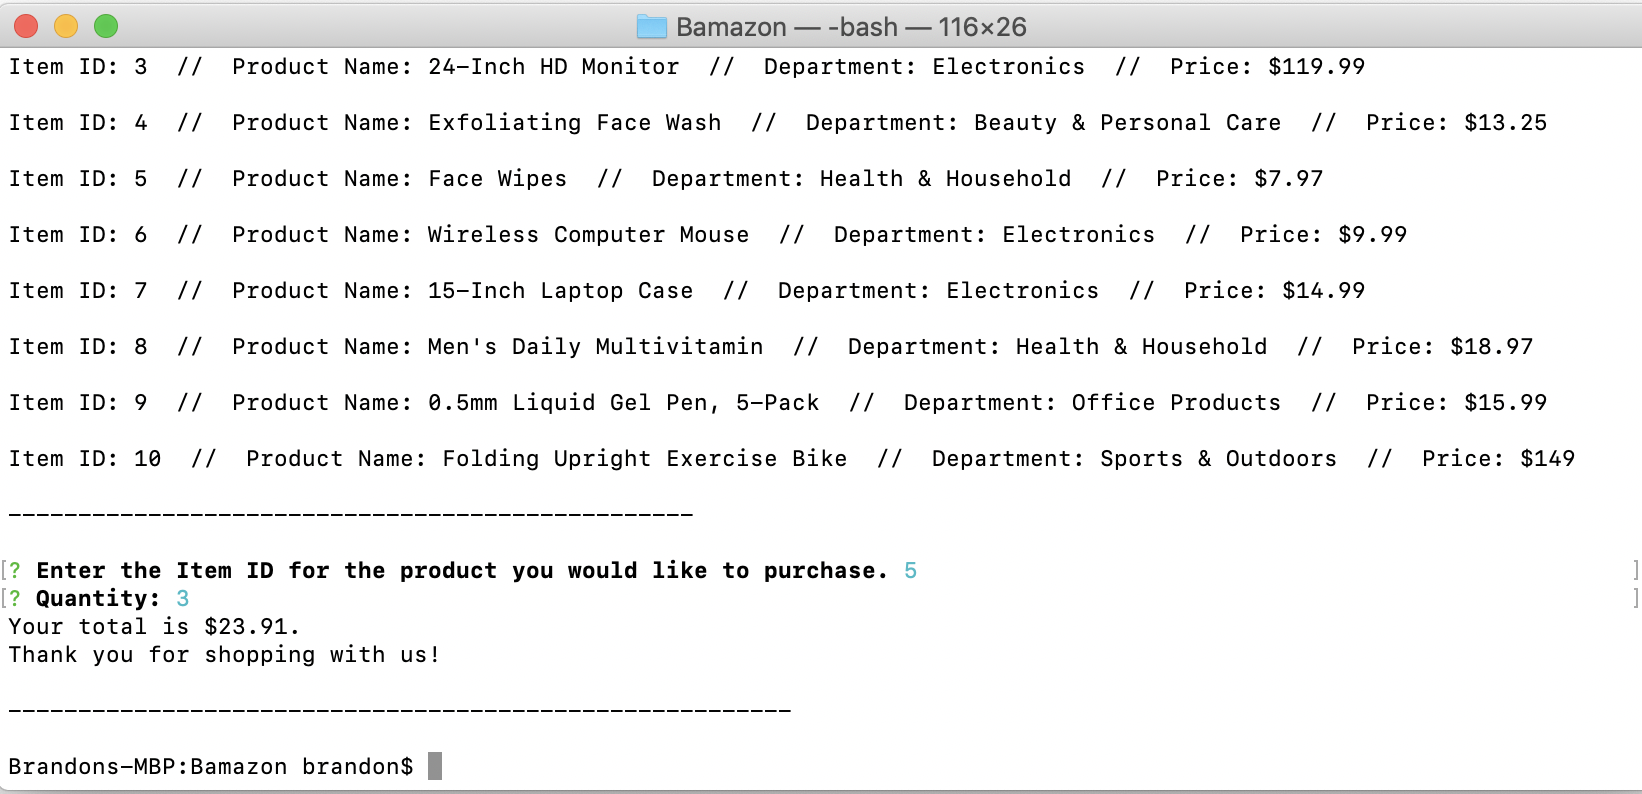 Bamazon — -bash — 116×26
Item ID: 3  //  Product Name: 24-Inch HD Monitor  //  Department: Electronics  //  Price: $119.99
Item ID: 4  //  Product Name: Exfoliating Face Wash  //  Department: Beauty & Personal Care  //  Price: $13.25
Item ID: 5  //  Product Name: Face Wipes  //  Department: Health & Household  //  Price: $7.97
Item ID: 6  //  Product Name: Wireless Computer Mouse  //  Department: Electronics  //  Price: $9.99
Item ID: 7  //  Product Name: 15-Inch Laptop Case  //  Department: Electronics  //  Price: $14.99
Item ID: 8  //  Product Name: Men's Daily Multivitamin  //  Department: Health & Household  //  Price: $18.97
Item ID: 9  //  Product Name: 0.5mm Liquid Gel Pen, 5-Pack  //  Department: Office Products  //  Price: $15.99
Item ID: 10  //  Product Name: Folding Upright Exercise Bike  //  Department: Sports & Outdoors  //  Price: $149
-------------------------------------------------
[? Enter the Item ID for the product you would like to purchase. 5 ]
[? Quantity: 3 ]
Your total is $23.91.
Thank you for shopping with us!
--------------------------------------------------------
Brandons-MBP:Bamazon brandon$